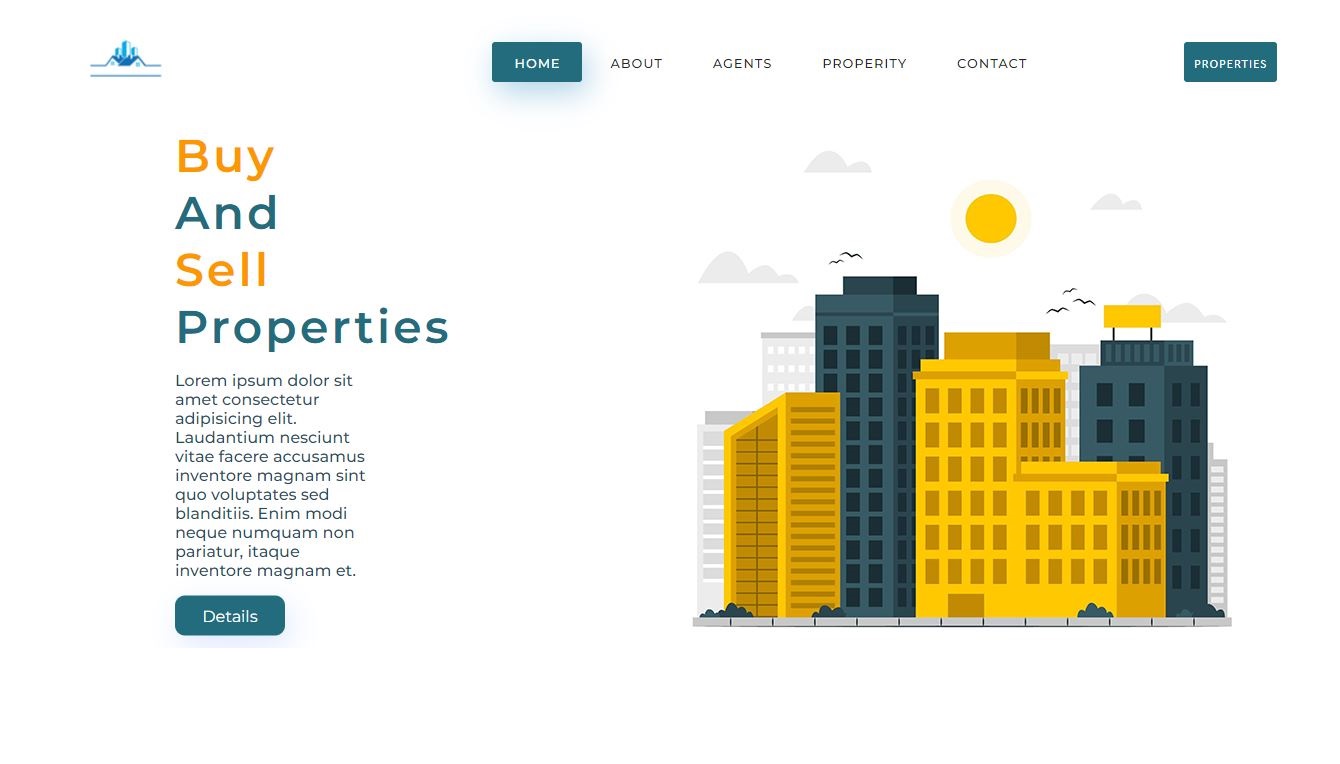 HOME ABOUT AGENTS PROPERITY CONTACT PROPERTIES
Buy
And
Sell
Properties
Lorem ipsum dolor sit
amet consectetur
adipisicing elit.
Laudantium nesciunt
vitae facere accusamus
inventore magnam sint
quo voluptates sed
blanditiis. Enim modi
neque numquam non
pariatur, itaque
inventore magnam et.
Details